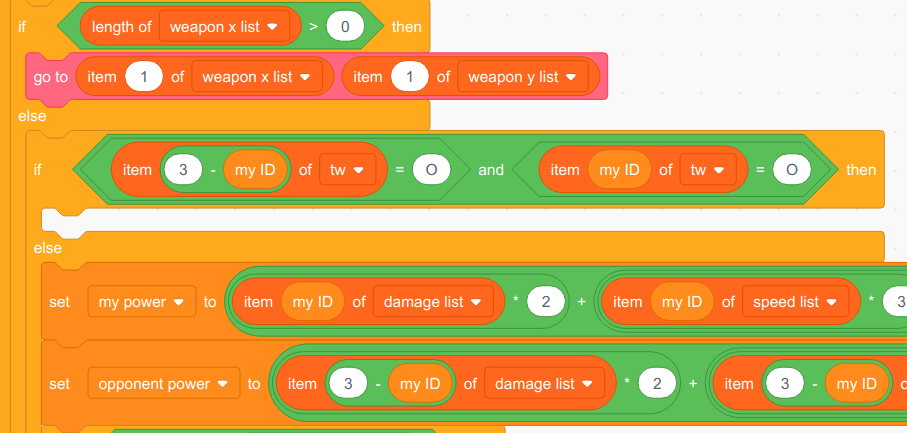 if length of weapon x list > 0 then
go to item 1 of weapon x list item 1 of weapon y list
else
if item 3 - my ID of tw = O and item my ID of tw = O then
else
set my power to item my ID of damage list * 2 + item my ID of speed list * 3
set opponent power to item 3 - my ID of damage list * 2 + item 3 - my ID